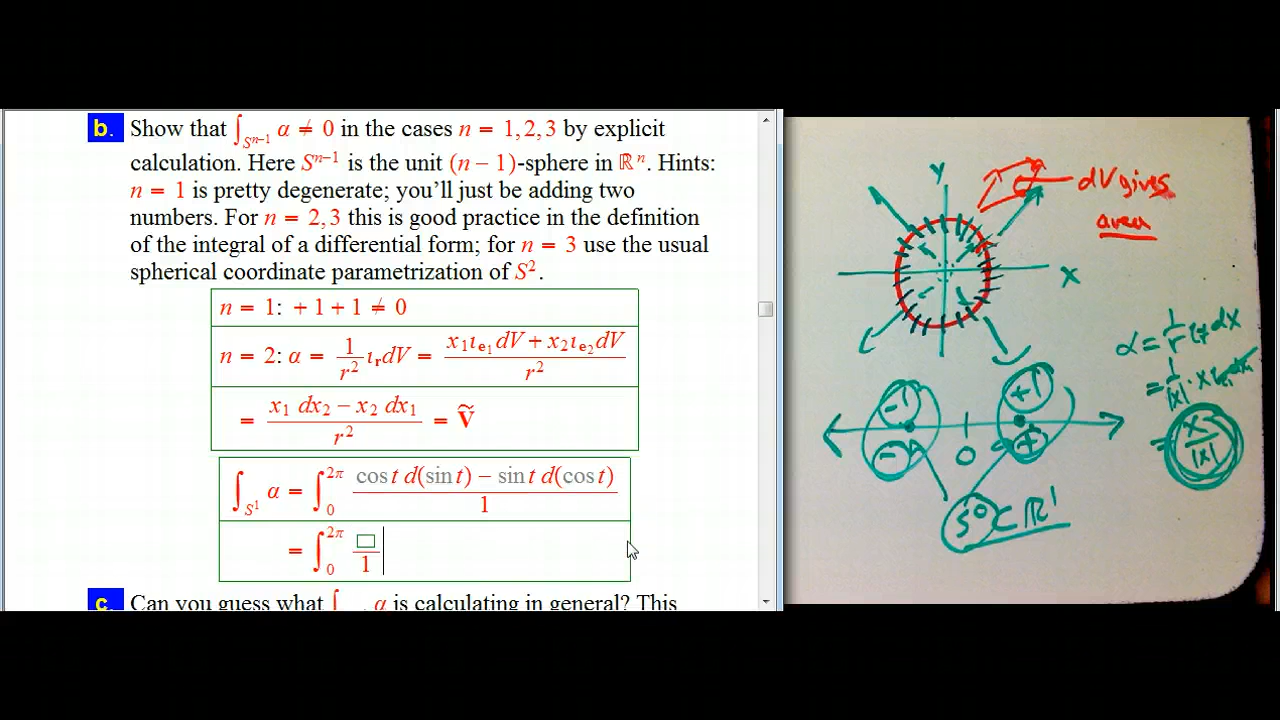 b. Show that ∫_{Sⁿ⁻¹} α ≠ 0 in the cases n = 1,2,3 by explicit
calculation. Here Sⁿ⁻¹ is the unit (n − 1)-sphere in ℝⁿ. Hints:
n = 1 is pretty degenerate; you’ll just be adding two
numbers. For n = 2,3 this is good practice in the definition
of the integral of a differential form; for n = 3 use the usual
spherical coordinate parametrization of S².
n = 1: +1 + 1 ≠ 0
n = 2: α = 1/r² ι_r dV = (x₁ι_{e₁}dV + x₂ι_{e₂}dV)/r²
= (x₁ dx₂ − x₂ dx₁)/r² = Ṽ
∫_{S¹} α = ∫₀^{2π} (cos t d(sin t) − sin t d(cos t))/1
= ∫₀^{2π} □/1
c. Can you guess what ∫ α is calculating in general? This
Y
dV gives
area
X
α = 1/r ι_r dx
= 1/|x| · x
= x/|x|
-1
+1
−
0
+
S⁰ ⊂ ℝ¹